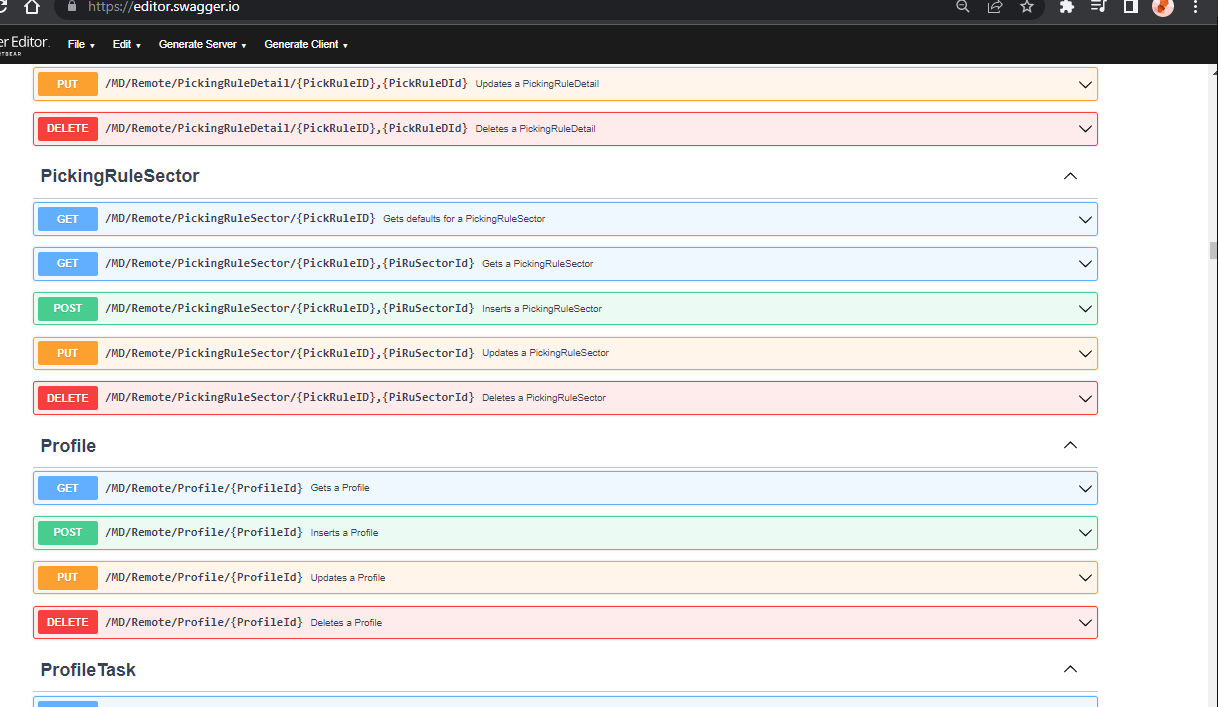 https://editor.swagger.io
er Editor.
File Edit Generate Server Generate Client
PUT /MD/Remote/PickingRuleDetail/{PickRuleID},{PickRuleDId} Updates a PickingRuleDetail
DELETE /MD/Remote/PickingRuleDetail/{PickRuleID},{PickRuleDId} Deletes a PickingRuleDetail
PickingRuleSector
GET /MD/Remote/PickingRuleSector/{PickRuleID} Gets defaults for a PickingRuleSector
GET /MD/Remote/PickingRuleSector/{PickRuleID},{PiRuSectorId} Gets a PickingRuleSector
POST /MD/Remote/PickingRuleSector/{PickRuleID},{PiRuSectorId} Inserts a PickingRuleSector
PUT /MD/Remote/PickingRuleSector/{PickRuleID},{PiRuSectorId} Updates a PickingRuleSector
DELETE /MD/Remote/PickingRuleSector/{PickRuleID},{PiRuSectorId} Deletes a PickingRuleSector
Profile
GET /MD/Remote/Profile/{ProfileId} Gets a Profile
POST /MD/Remote/Profile/{ProfileId} Inserts a Profile
PUT /MD/Remote/Profile/{ProfileId} Updates a Profile
DELETE /MD/Remote/Profile/{ProfileId} Deletes a Profile
ProfileTask